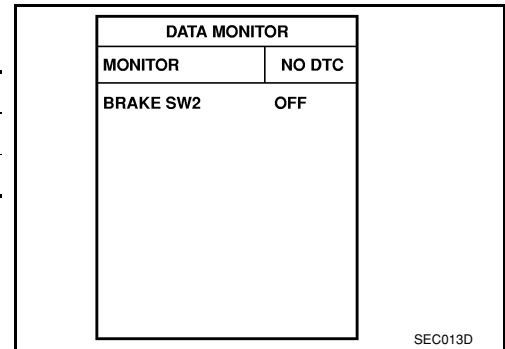 DATA MONITOR
MONITOR NO DTC
BRAKE SW2 OFF
SEC013D